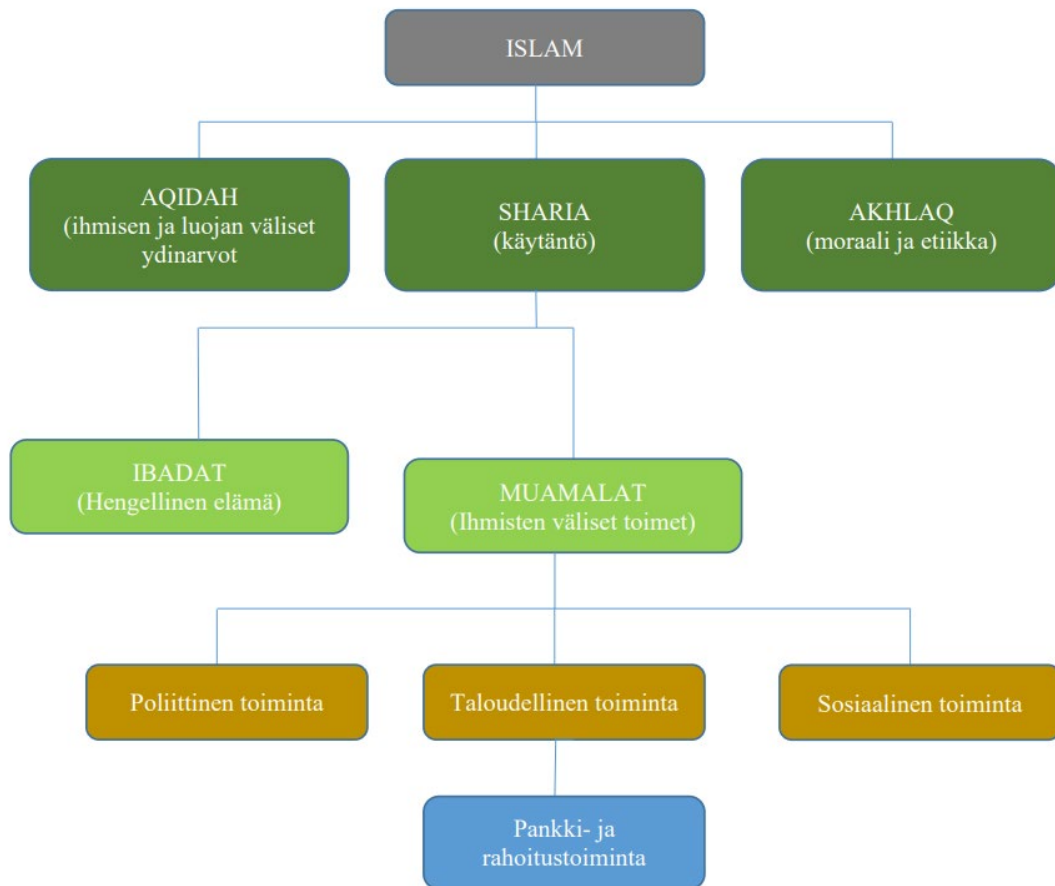 ISLAM
AQIDAH
(ihmisen ja luojan väliset
ydinarvot
SHARIA
(käytäntö)
AKHLAQ
(moraali ja etiikka)
IBADAT
(Hengellinen elämä)
MUAMALAT
(Ihmisten väliset toimet)
Poliittinen toiminta
Taloudellinen toiminta
Sosiaalinen toiminta
Pankki- ja
rahoitustoiminta